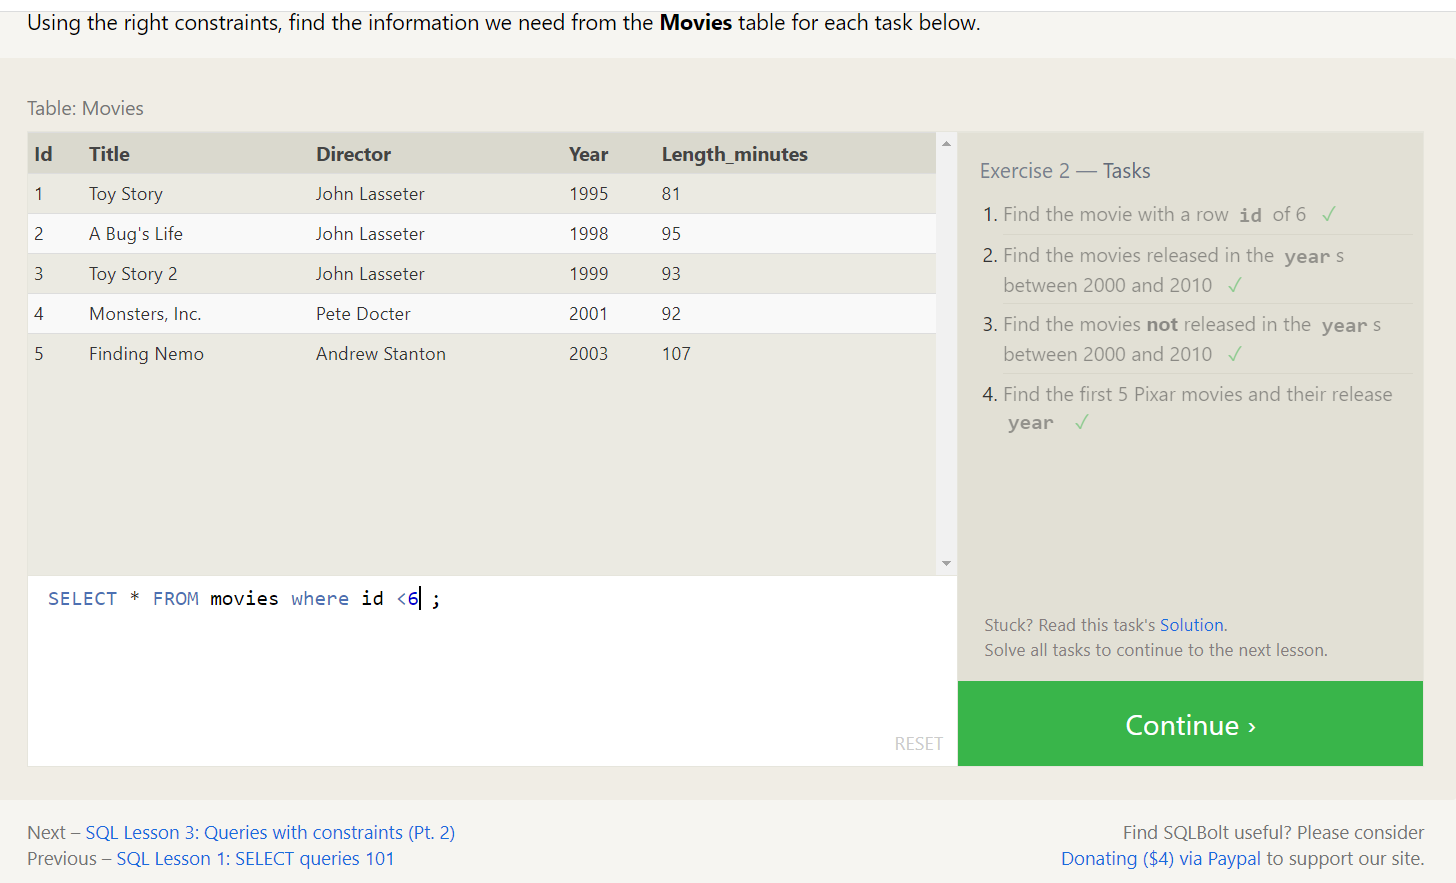 Using the right constraints, find the information we need from the Movies table for each task below.
Table: Movies
Id Title Director Year Length_minutes
1 Toy Story John Lasseter 1995 81
2 A Bug's Life John Lasseter 1998 95
3 Toy Story 2 John Lasseter 1999 93
4 Monsters, Inc. Pete Docter 2001 92
5 Finding Nemo Andrew Stanton 2003 107
SELECT * FROM movies where id <6 ;
RESET
Exercise 2 — Tasks
1. Find the movie with a row id of 6 ✓
2. Find the movies released in the year s
between 2000 and 2010 ✓
3. Find the movies not released in the year s
between 2000 and 2010 ✓
4. Find the first 5 Pixar movies and their release
year ✓
Stuck? Read this task's Solution.
Solve all tasks to continue to the next lesson.
Continue ›
Next – SQL Lesson 3: Queries with constraints (Pt. 2)
Previous – SQL Lesson 1: SELECT queries 101
Find SQLBolt useful? Please consider
Donating ($4) via Paypal to support our site.